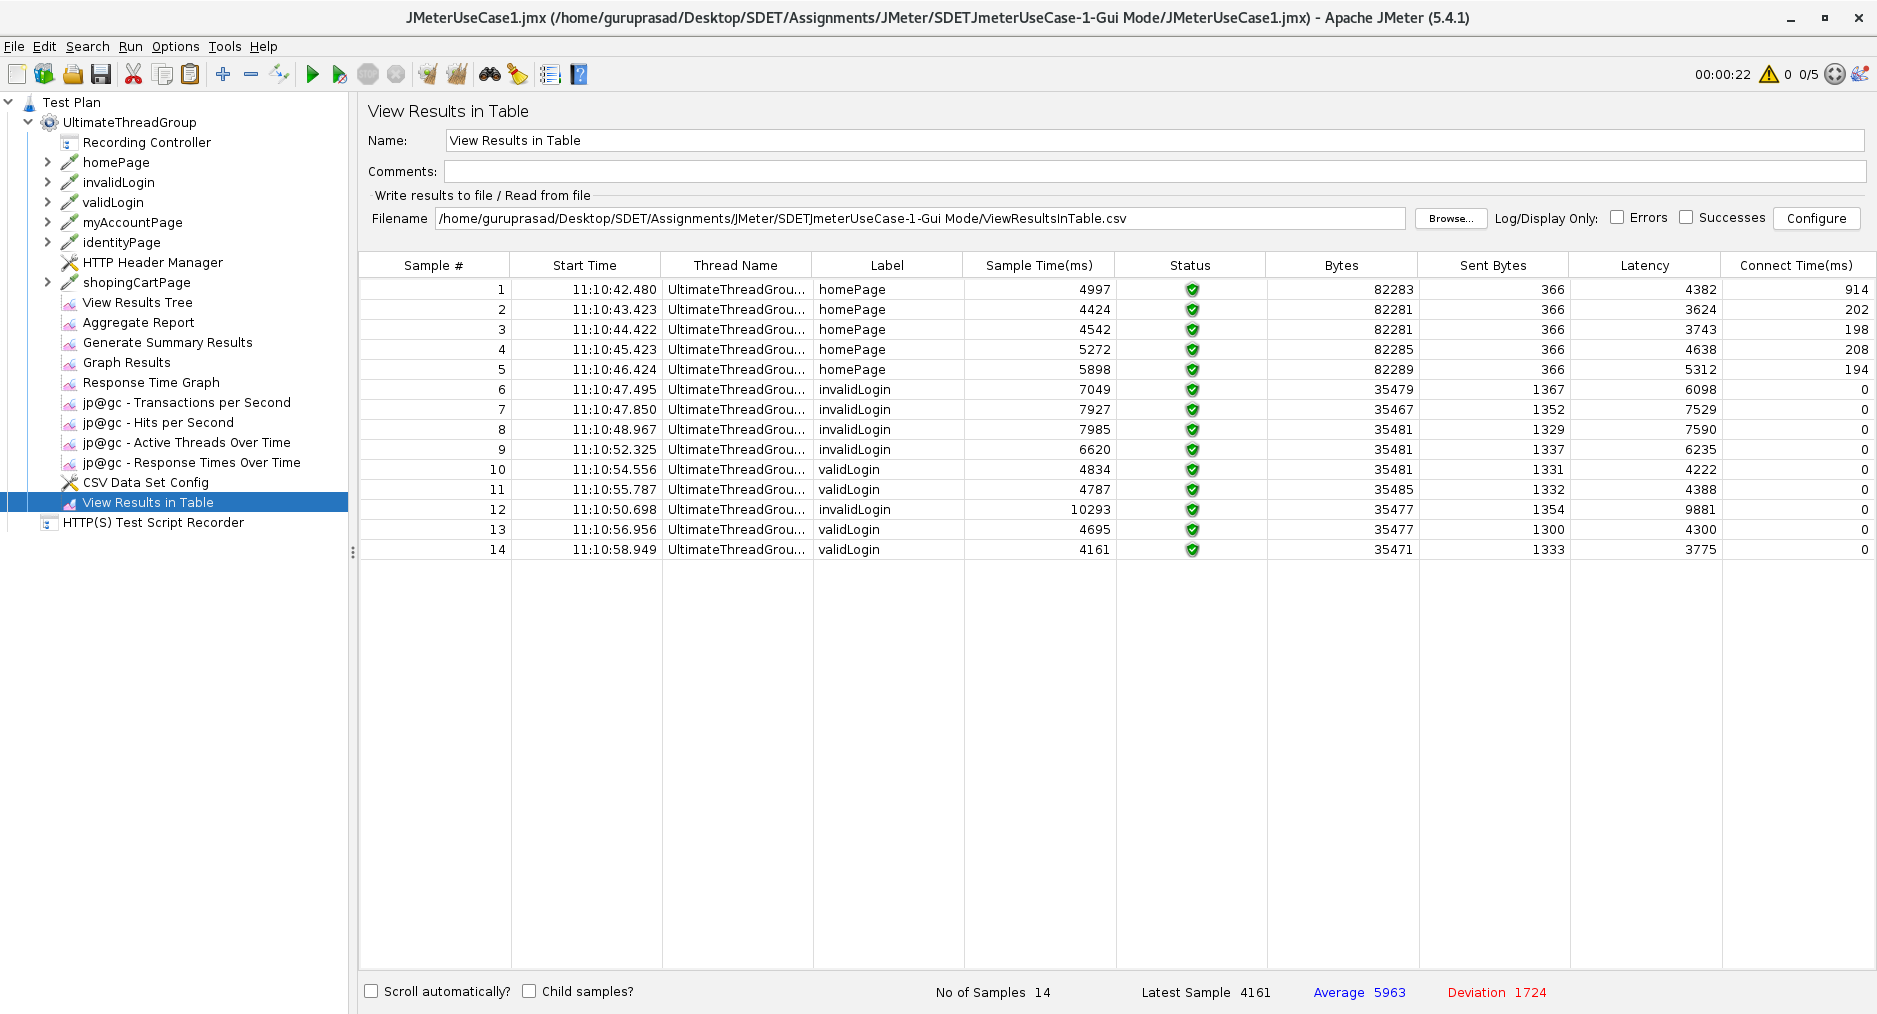 JMeterUseCase1.jmx (/home/guruprasad/Desktop/SDET/Assignments/JMeter/SDETJmeterUseCase-1-Gui Mode/JMeterUseCase1.jmx) - Apache JMeter (5.4.1)
File Edit Search Run Options Tools Help
STOP 00:00:22 0 0/5
Test Plan
UltimateThreadGroup
Recording Controller
homePage
invalidLogin
validLogin
myAccountPage
identityPage
HTTP Header Manager
shopingCartPage
View Results Tree
Aggregate Report
Generate Summary Results
Graph Results
Response Time Graph
jp@gc - Transactions per Second
jp@gc - Hits per Second
jp@gc - Active Threads Over Time
jp@gc - Response Times Over Time
CSV Data Set Config
View Results in Table
HTTP(S) Test Script Recorder
View Results in Table
Name: View Results in Table
Comments:
Write results to file / Read from file
Filename /home/guruprasad/Desktop/SDET/Assignments/JMeter/SDETJmeterUseCase-1-Gui Mode/ViewResultsInTable.csv Browse... Log/Display Only: Errors Successes Configure
Sample # Start Time Thread Name Label Sample Time(ms) Status Bytes Sent Bytes Latency Connect Time(ms)
1 11:10:42.480 UltimateThreadGrou... homePage 4997 82283 366 4382 914
2 11:10:43.423 UltimateThreadGrou... homePage 4424 82281 366 3624 202
3 11:10:44.422 UltimateThreadGrou... homePage 4542 82281 366 3743 198
4 11:10:45.423 UltimateThreadGrou... homePage 5272 82285 366 4638 208
5 11:10:46.424 UltimateThreadGrou... homePage 5898 82289 366 5312 194
6 11:10:47.495 UltimateThreadGrou... invalidLogin 7049 35479 1367 6098 0
7 11:10:47.850 UltimateThreadGrou... invalidLogin 7927 35467 1352 7529 0
8 11:10:48.967 UltimateThreadGrou... invalidLogin 7985 35481 1329 7590 0
9 11:10:52.325 UltimateThreadGrou... invalidLogin 6620 35481 1337 6235 0
10 11:10:54.556 UltimateThreadGrou... validLogin 4834 35481 1331 4222 0
11 11:10:55.787 UltimateThreadGrou... validLogin 4787 35485 1332 4388 0
12 11:10:50.698 UltimateThreadGrou... invalidLogin 10293 35477 1354 9881 0
13 11:10:56.956 UltimateThreadGrou... validLogin 4695 35477 1300 4300 0
14 11:10:58.949 UltimateThreadGrou... validLogin 4161 35471 1333 3775 0
Scroll automatically? Child samples? No of Samples 14 Latest Sample 4161 Average 5963 Deviation 1724